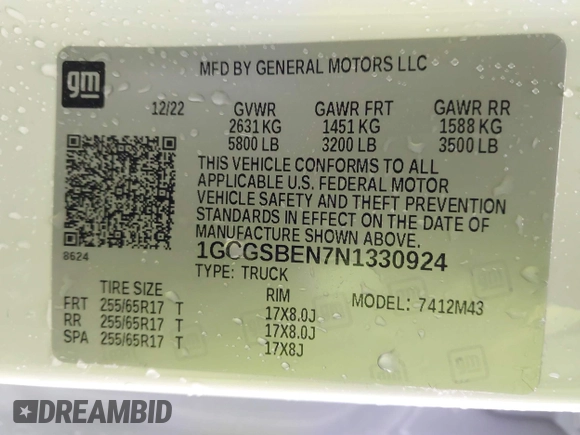 gm
MFD BY GENERAL MOTORS LLC
12/22 GVWR GAWR FRT GAWR RR
2631 KG 1451 KG 1588 KG
5800 LB 3200 LB 3500 LB
THIS VEHICLE CONFORMS TO ALL
APPLICABLE U.S. FEDERAL MOTOR
VEHICLE SAFETY AND THEFT PREVENTION
STANDARDS IN EFFECT ON THE DATE OF
MANUFACTURE SHOWN ABOVE.
8624
1GCGSBEN7N1330924
TYPE: TRUCK
TIRE SIZE RIM MODEL: 7412M43
FRT 255/65R17 T 17X8.0J
RR 255/65R17 T 17X8.0J
SPA 255/65R17 T 17X8J
DREAMBID